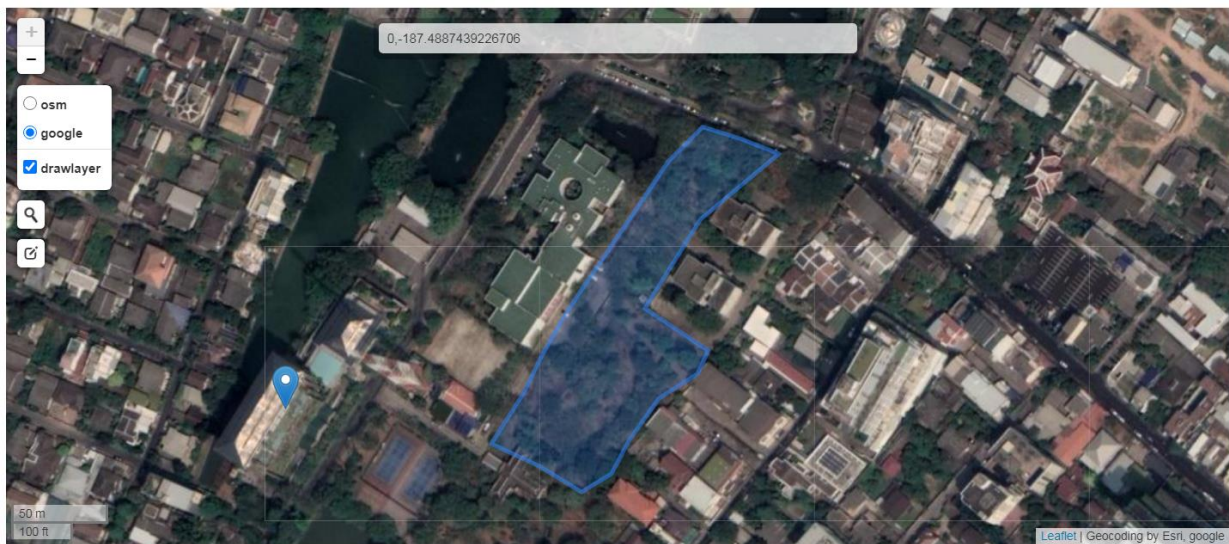 +
0,-187.4887439226706
−
osm
google
drawlayer
50 m
100 ft
Leaflet | Geocoding by Esri, google